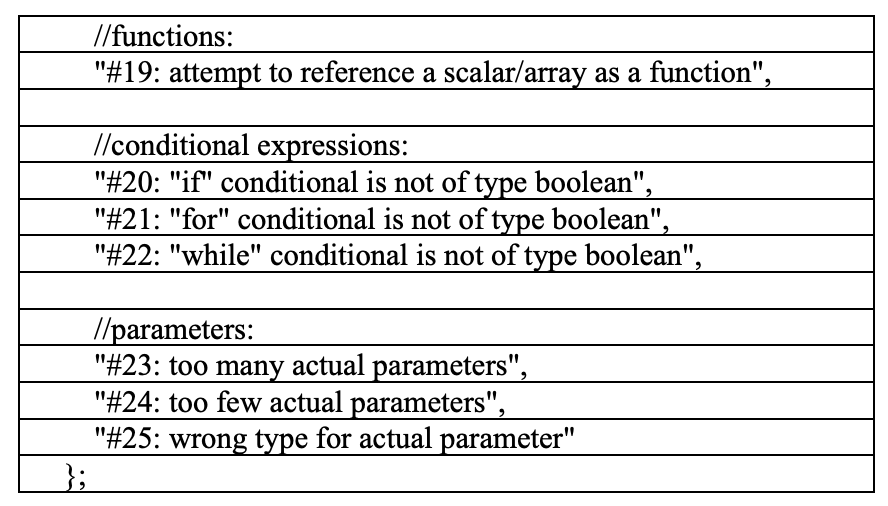 //functions:
"#19: attempt to reference a scalar/array as a function",
//conditional expressions:
"#20: "if" conditional is not of type boolean",
"#21: "for" conditional is not of type boolean",
"#22: "while" conditional is not of type boolean",
//parameters:
"#23: too many actual parameters",
"#24: too few actual parameters",
"#25: wrong type for actual parameter"
};